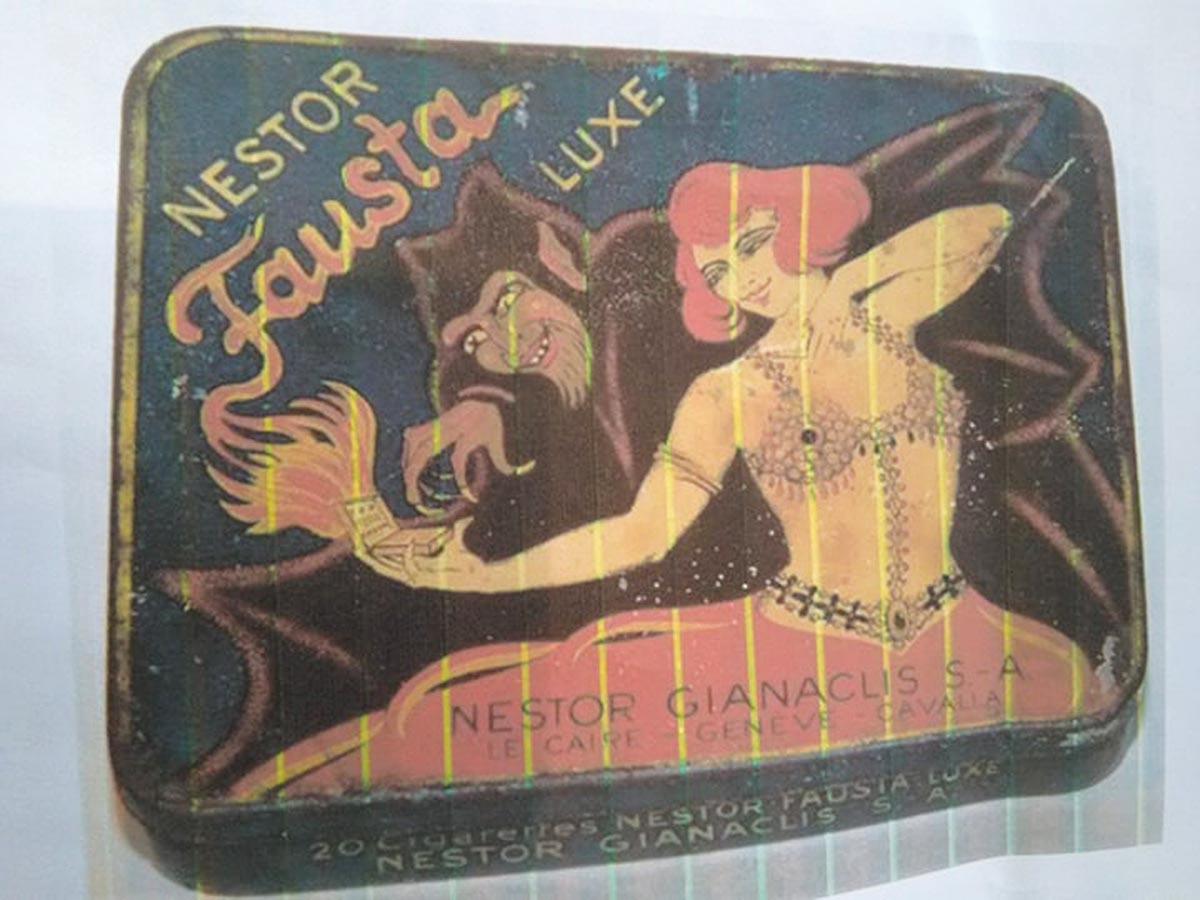 NESTOR
Fausta
LUXE
NESTOR GIANACLIS S.-A.
LE CAIRE - GENEVE - CAVALLA
20 Cigarettes NESTOR FAUSTA LUXE
NESTOR GIANACLIS S. A.